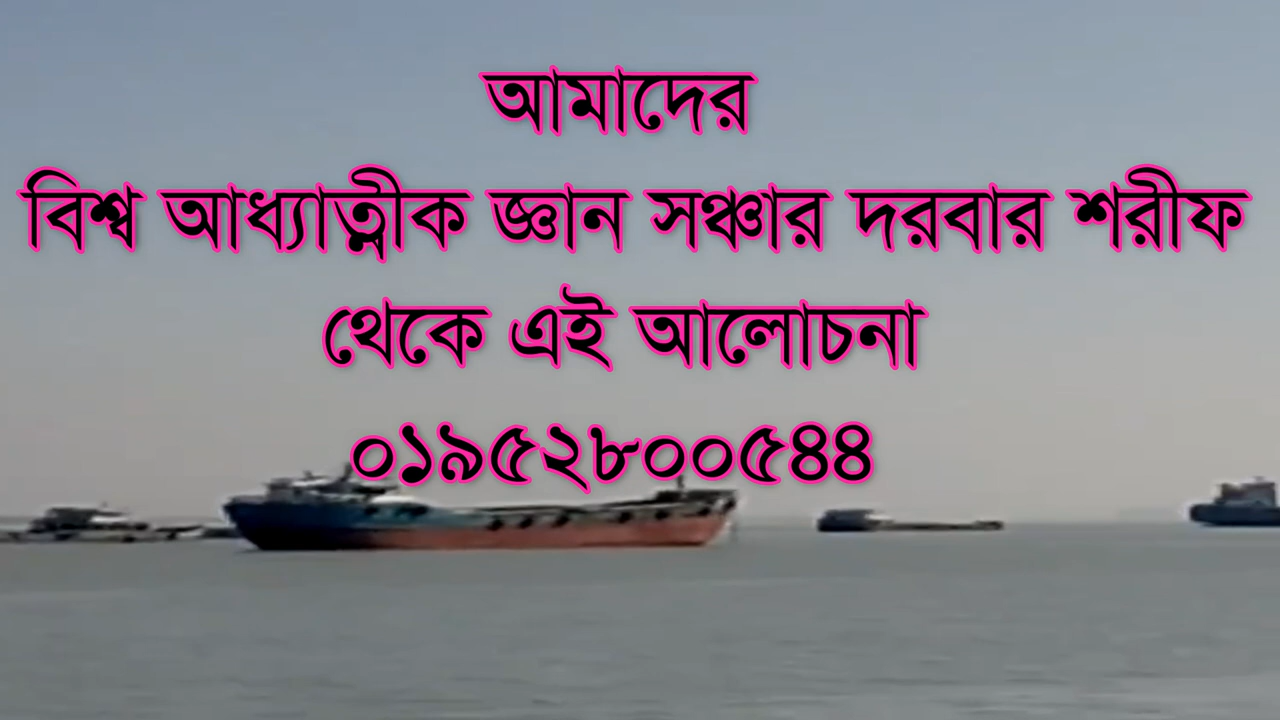 আমাদের
বিশ্ব আধ্যাত্নীক জ্ঞান সঞ্চার দরবার শরীফ
থেকে এই আলোচনা
০১৯৫২৮০০৫৪৪